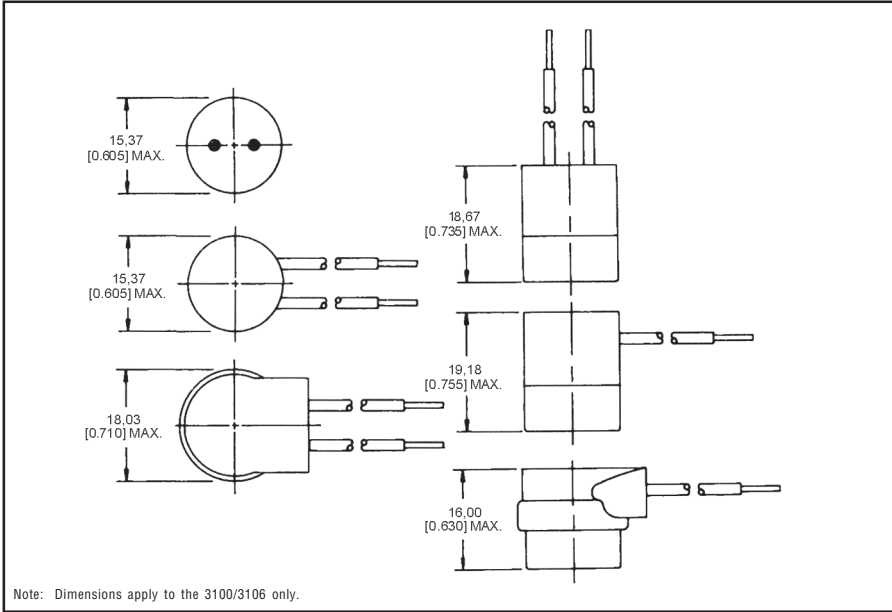 15,37
[0.605] MAX.
15,37
[0.605] MAX.
18,03
[0.710] MAX.
18,67
[0.735] MAX.
19,18
[0.755] MAX.
16,00
[0.630] MAX.
Note: Dimensions apply to the 3100/3106 only.